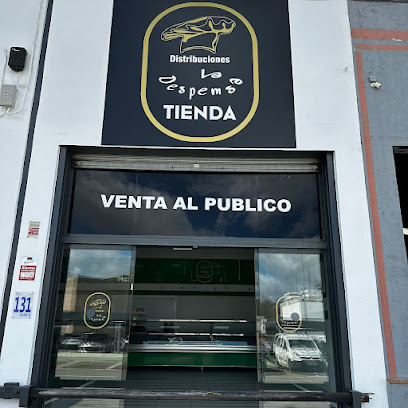 Distribuciones
La
Despensa
TIENDA
VENTA AL PUBLICO
131